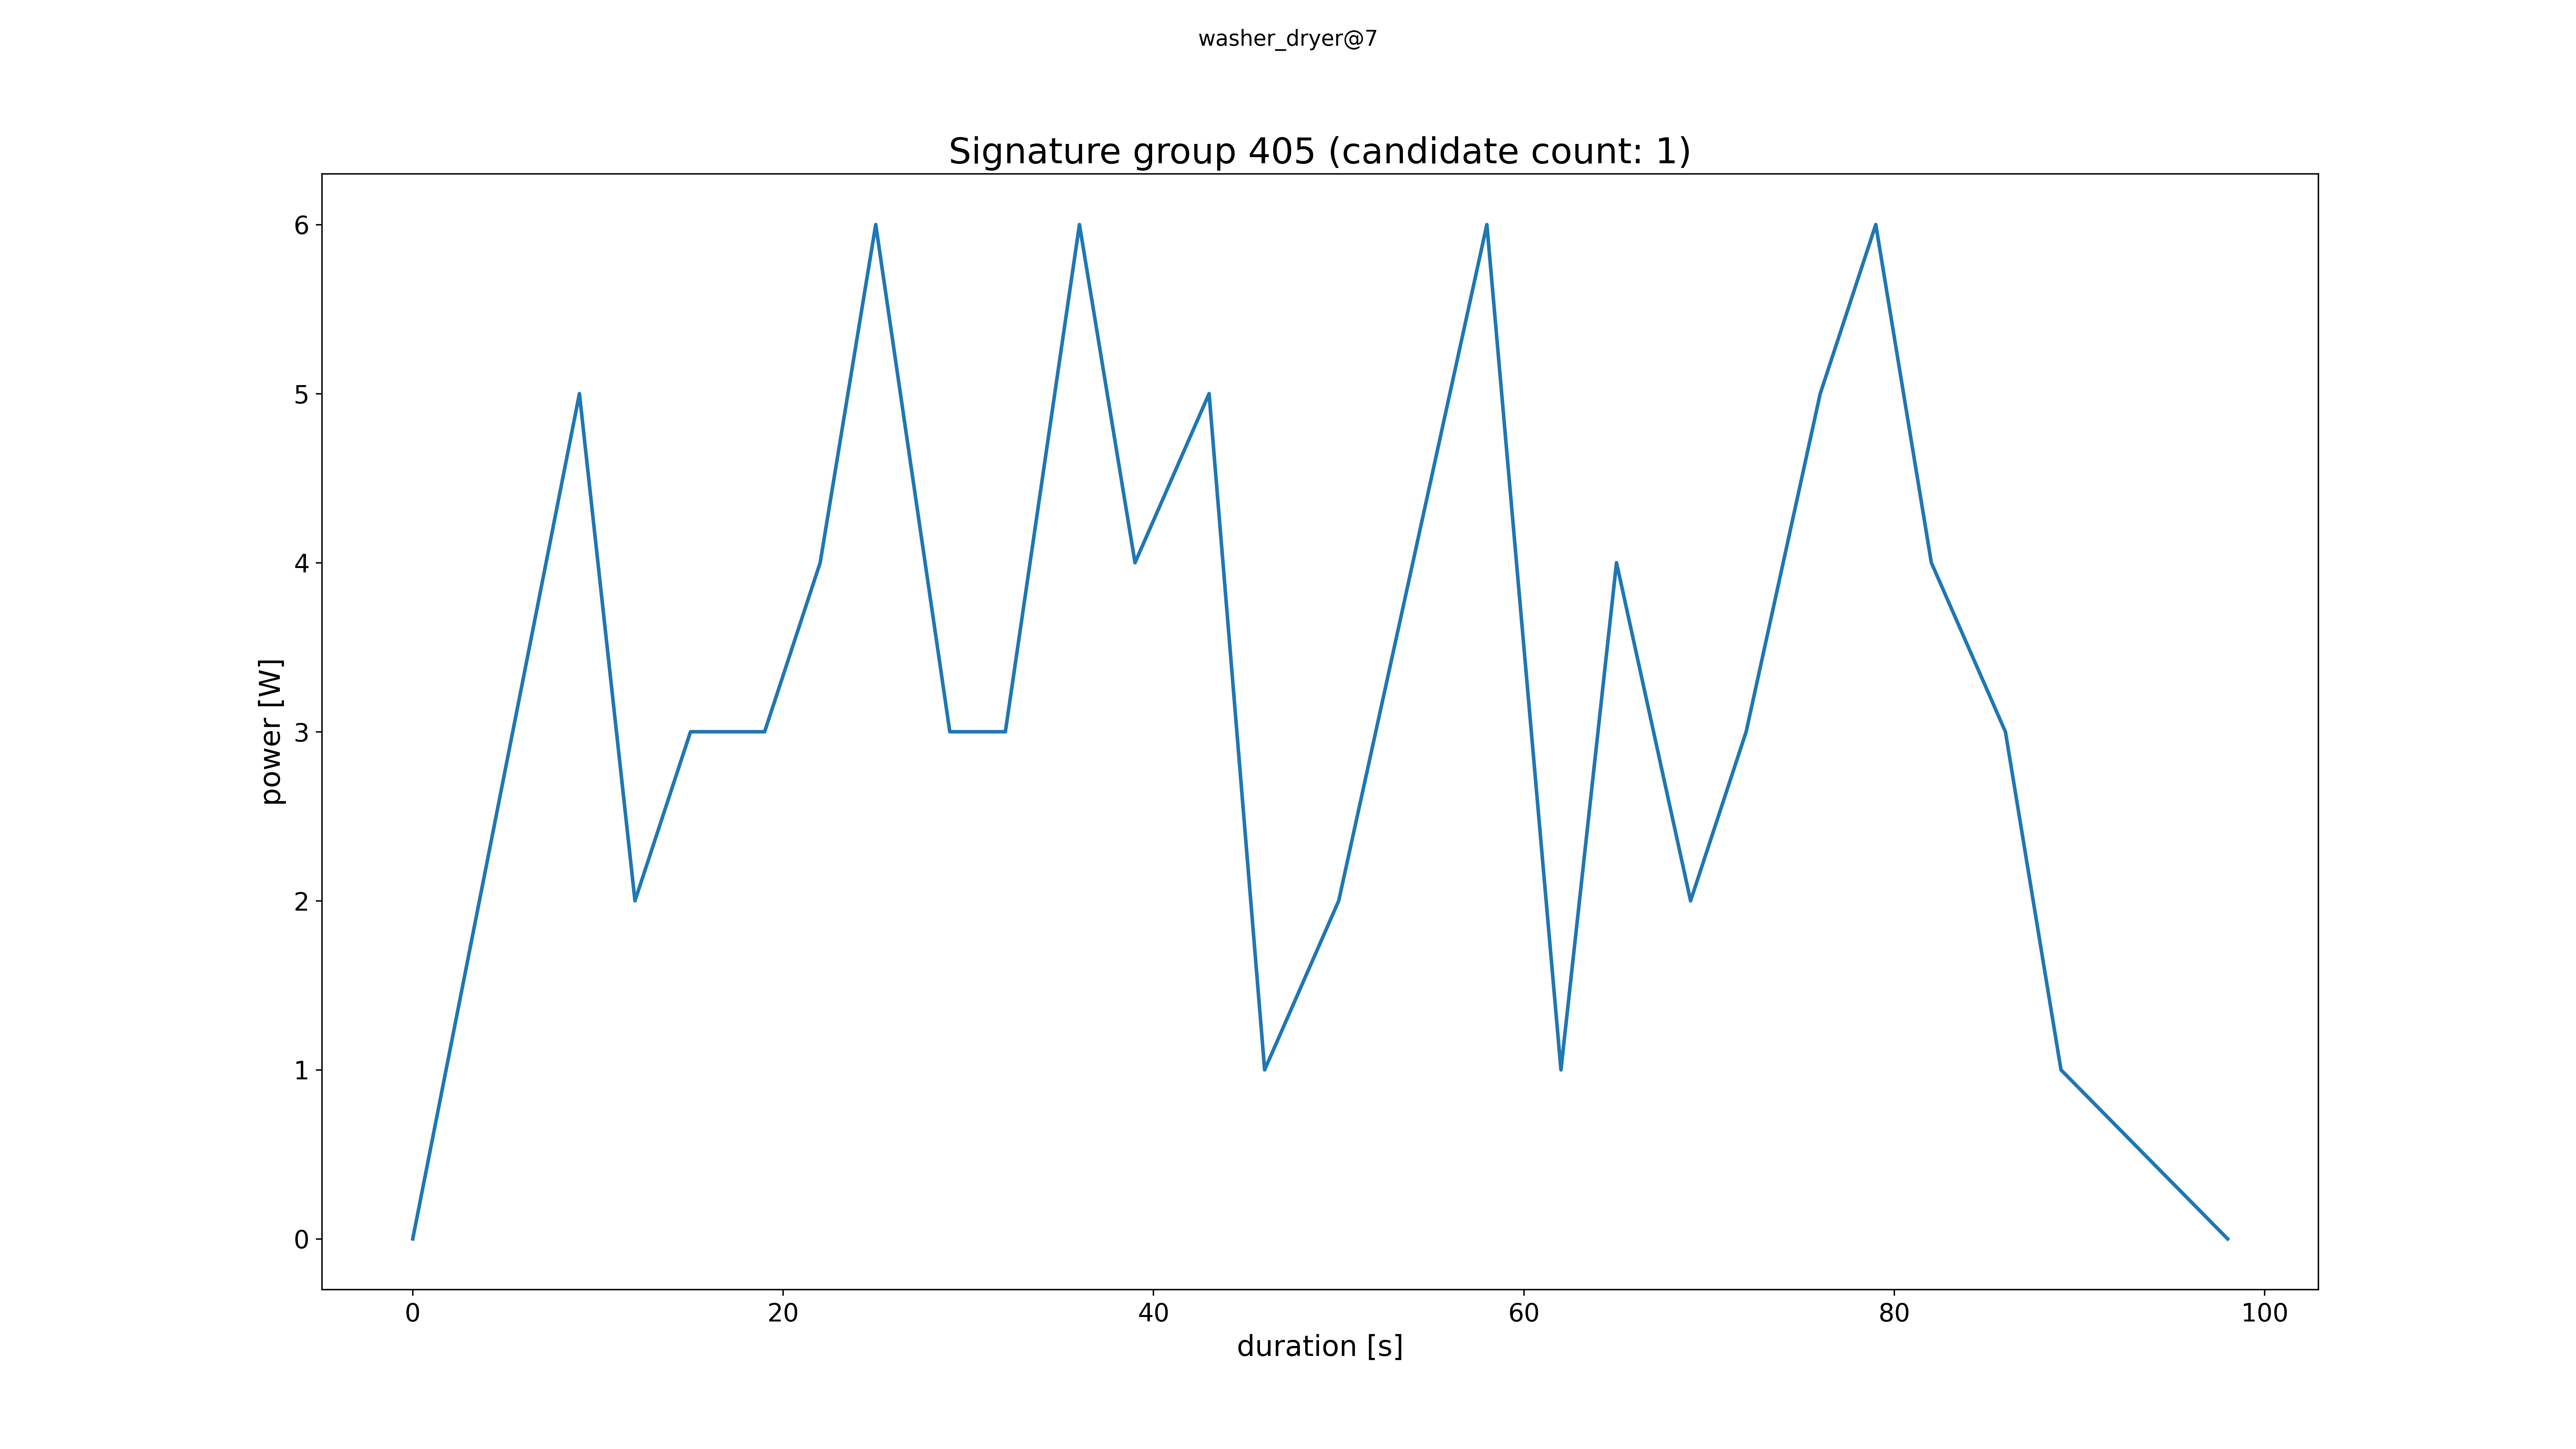 washer_dryer@7
Signature group 405 (candidate count: 1)
6
5
4
3
2
1
0
power [W]
0 20 40 60 80 100
duration [s]